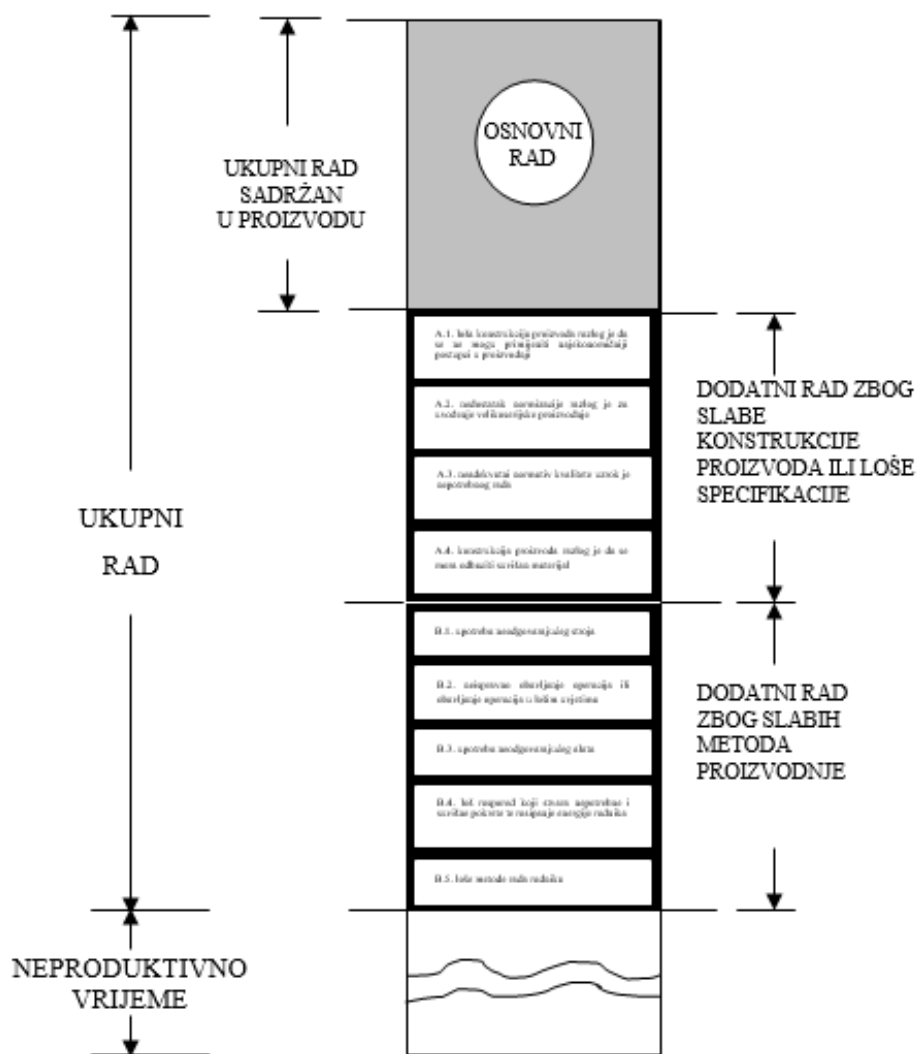 OSNOVNI
RAD
UKUPNI RAD
SADRŽAN
U PROIZVODU
A.1. loša konstrukcija proizvoda razlog je da
se ne mogu primijeniti najekonomičniji
postupci u proizvodnji
A.2. nedostatak normizacije razlog je za
uvođenje velikoserijske proizvodnje
A.3. neadekvatni normativ kvalitete uzrok je
nepotrebnog rada
A.4. konstrukcija proizvoda razlog je da se
mora odbaciti suvišan materijal
DODATNI RAD ZBOG
SLABE
KONSTRUKCIJE
PROIZVODA ILI LOŠE
SPECIFIKACIJE
UKUPNI
RAD
B.1. upotreba neodgovarajućeg stroja
B.2. neispravno obavljanje operacija ili
obavljanje operacija u lošim uvjetima
B.3. upotreba neodgovarajućeg alata
B.4. loš raspored koji stvara nepotrebne i
suvišne pokrete te rasipanje energije radnika
B.5. loše metode rada radnika
DODATNI RAD
ZBOG SLABIH
METODA
PROIZVODNJE
NEPRODUKTIVNO
VRIJEME